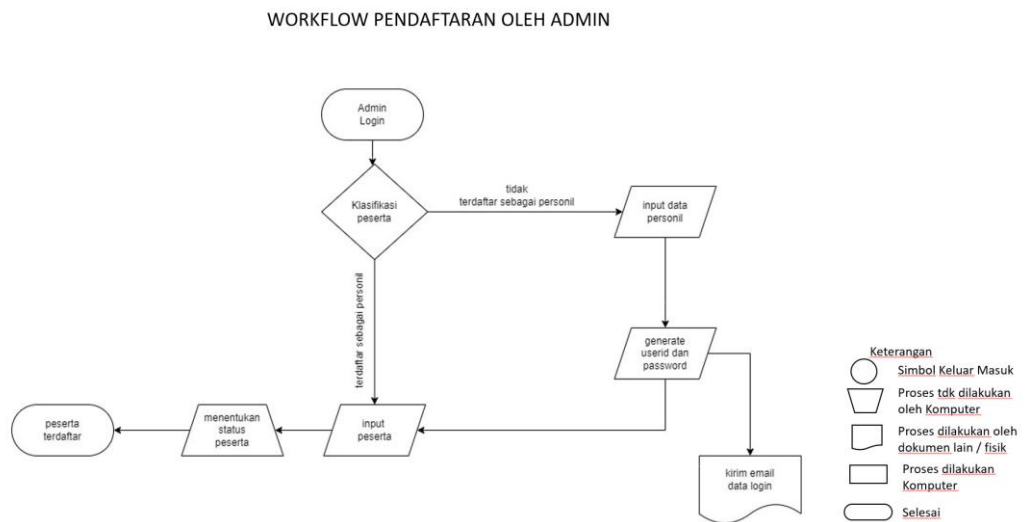 WORKFLOW PENDAFTARAN OLEH ADMIN
Admin
Login
Klasifikasi
peserta
tidak
terdaftar sebagai personil
input data
personil
terdaftar sebagai personil
generate
userid dan
password
peserta
terdaftar
menentukan
status
peserta
input
peserta
kirim email
data login
Keterangan
Simbol Keluar Masuk
Proses tdk dilakukan
oleh Komputer
Proses dilakukan oleh
dokumen lain / fisik
Proses dilakukan
Komputer
Selesai